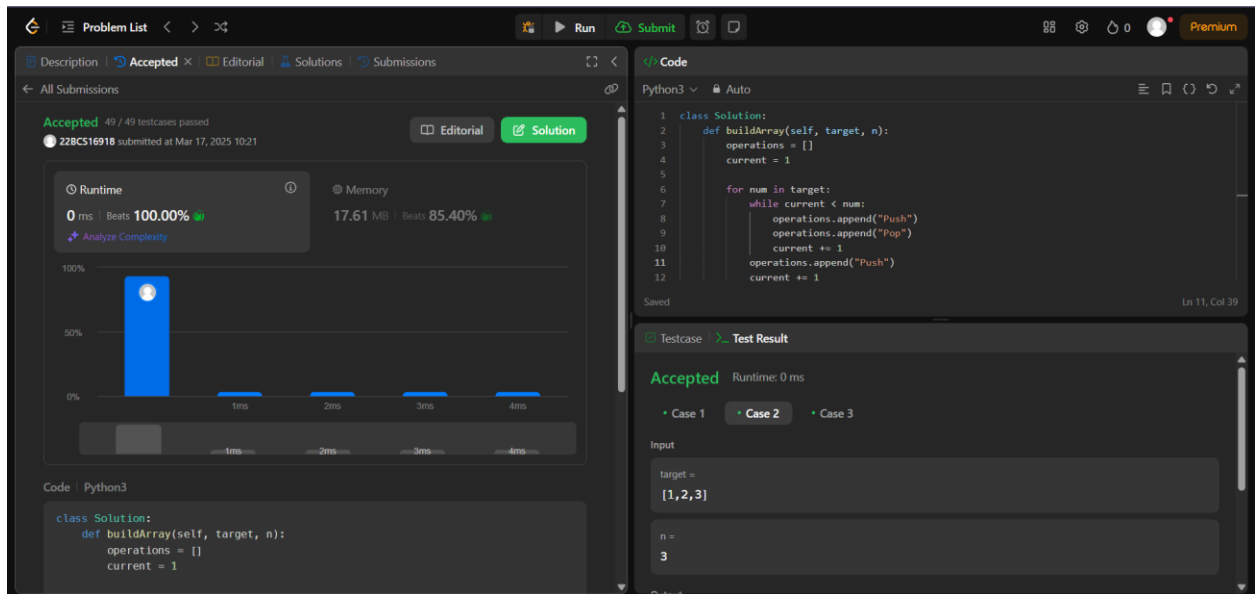 Problem List
Run
Submit
0
Premium
Description
Accepted
Editorial
Solutions
Submissions
All Submissions
Accepted 49 / 49 testcases passed
22BCS16918 submitted at Mar 17, 2025 10:21
Editorial
Solution
Runtime
0 ms Beats 100.00%
Analyze Complexity
Memory
17.61 MB Beats 85.40%
100%
50%
0%
1ms 2ms 3ms 4ms
1ms 2ms 3ms 4ms
Code Python3
class Solution:
    def buildArray(self, target, n):
        operations = []
        current = 1
</> Code
Python3 Auto
1 class Solution:
2     def buildArray(self, target, n):
3         operations = []
4         current = 1
5
6         for num in target:
7             while current < num:
8                 operations.append("Push")
9                 operations.append("Pop")
10                 current += 1
11             operations.append("Push")
12             current += 1
Saved
Ln 11, Col 39
Testcase
Test Result
Accepted Runtime: 0 ms
• Case 1 • Case 2 • Case 3
Input
target =
[1,2,3]
n =
3